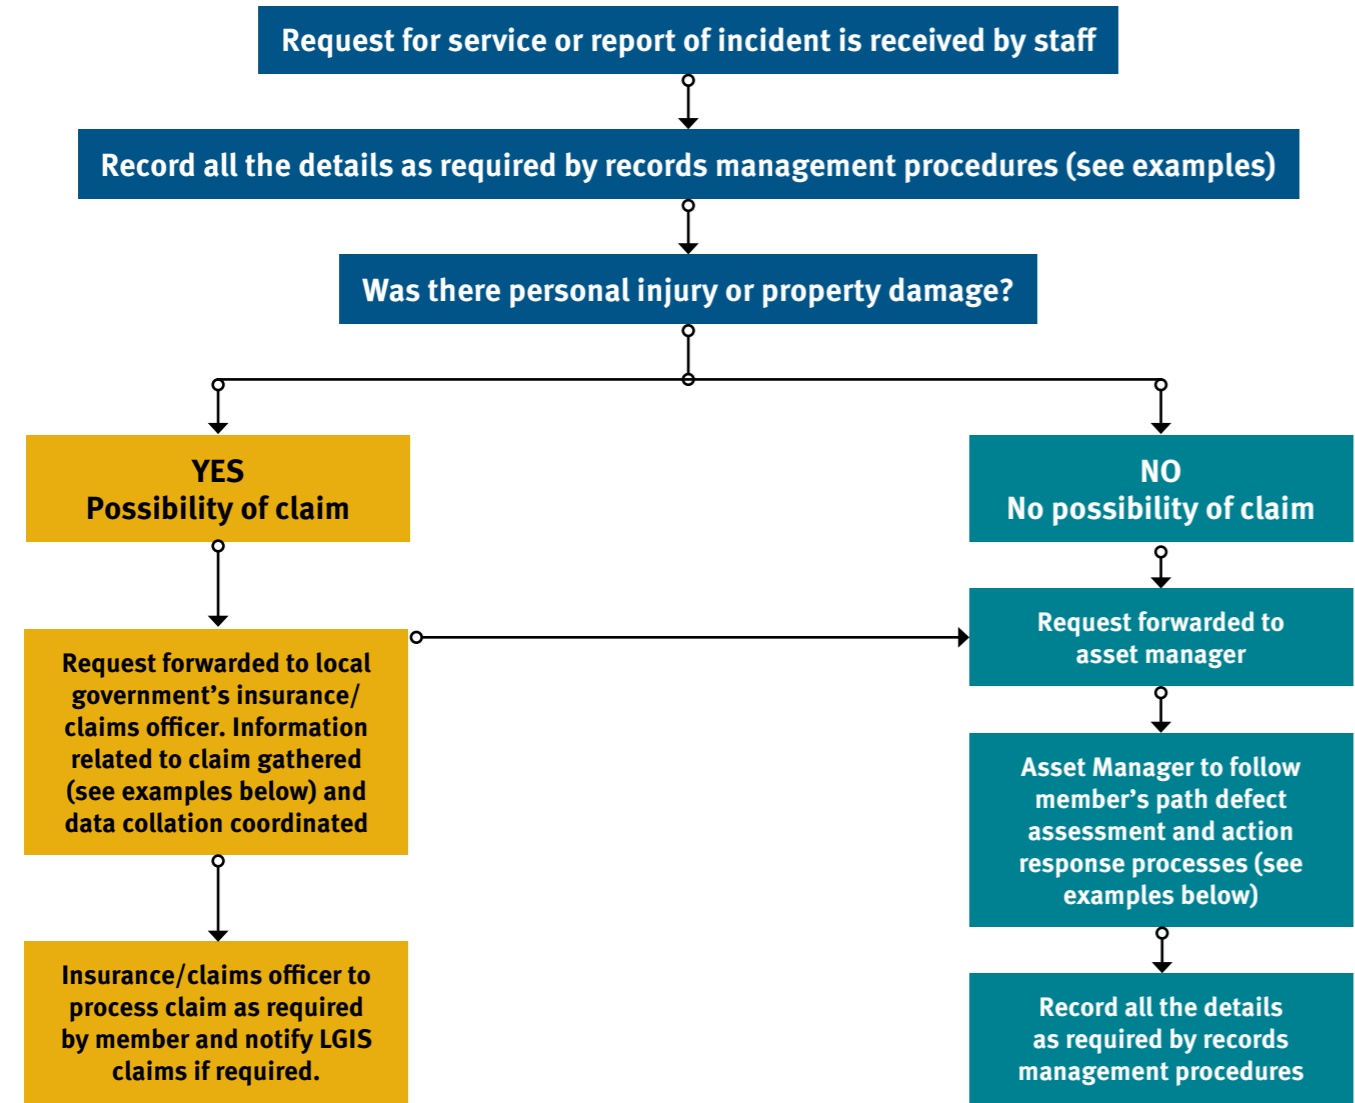 Request for service or report of incident is received by staff
Record all the details as required by records management procedures (see examples)
Was there personal injury or property damage?
YES
Possibility of claim
NO
No possibility of claim
Request forwarded to local
government’s insurance/
claims officer. Information
related to claim gathered
(see examples below) and
data collation coordinated
Request forwarded to
asset manager
Asset Manager to follow
member’s path defect
assessment and action
response processes (see
examples below)
Insurance/claims officer to
process claim as required
by member and notify LGIS
claims if required.
Record all the details
as required by records
management procedures